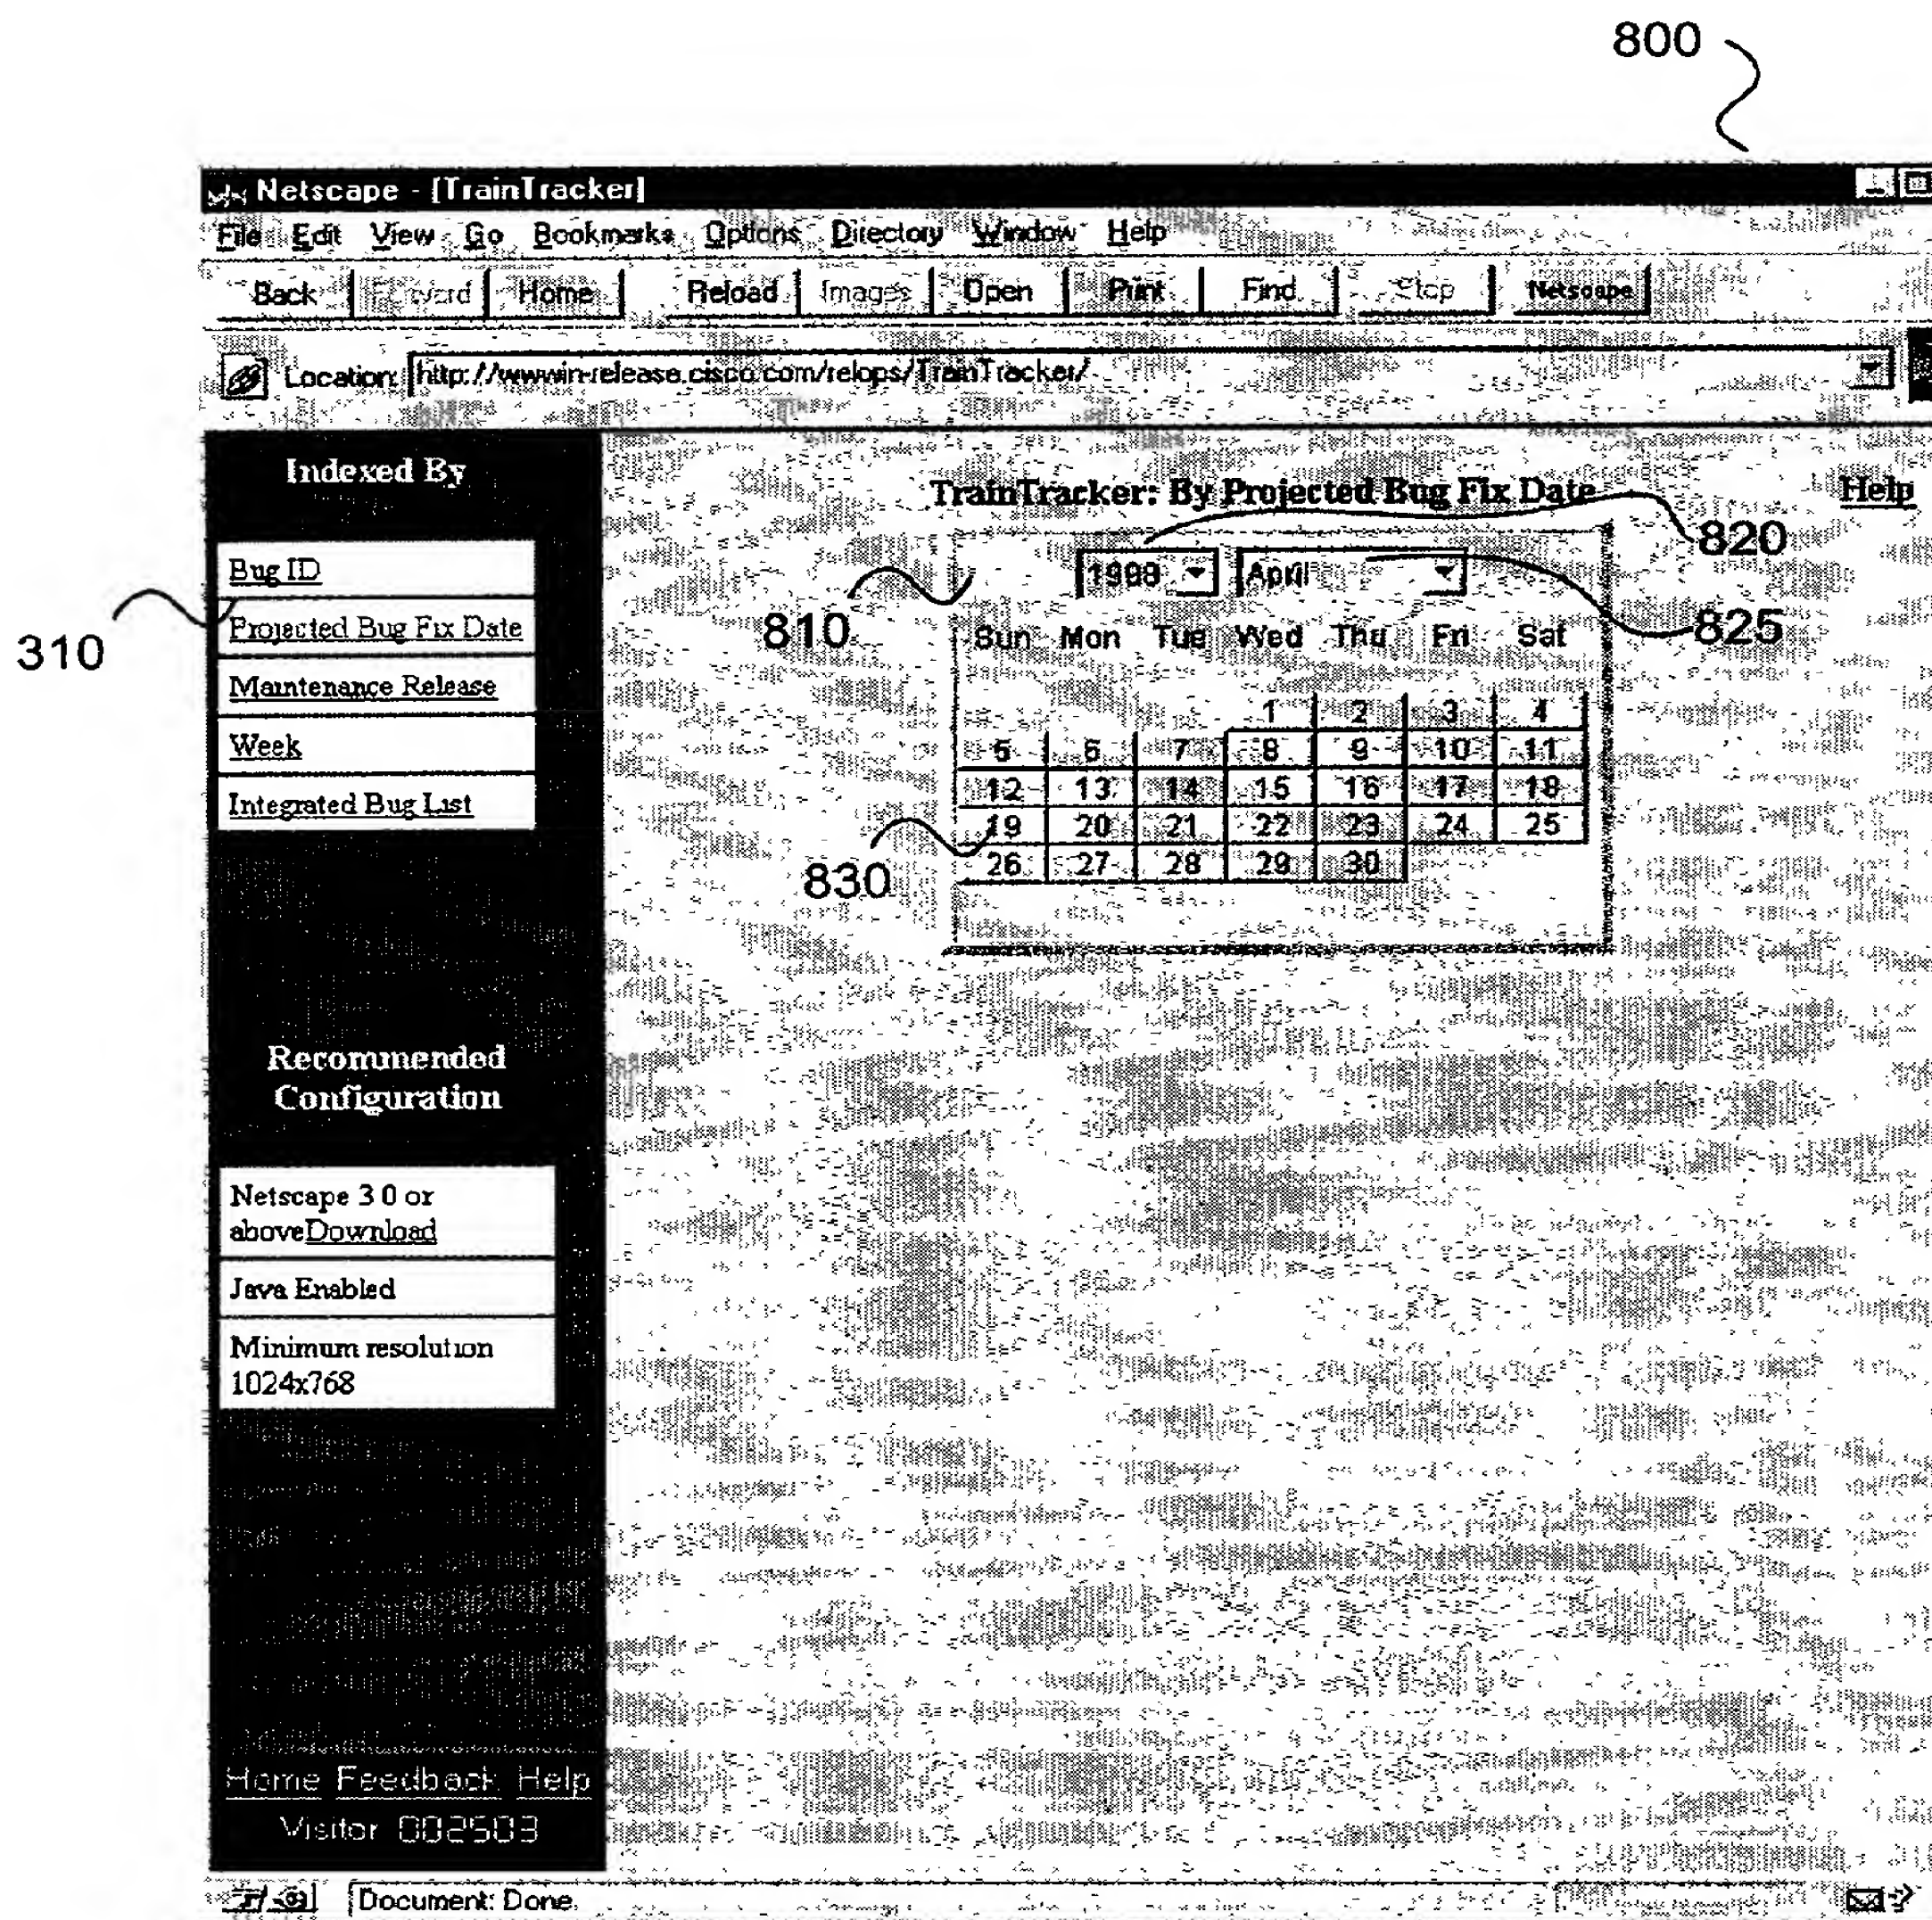 800
Netscape - [TrainTracker]
File Edit View Go Bookmarks Options Directory Window Help
Back Forward Home Reload Images Open Print Find Stop Netscape
Location: http://wwwin-release.cisco.com/relops/TrainTracker/
Indexed By
Bug ID
Projected Bug Fix Date
Maintenance Release
Week
Integrated Bug List
310
TrainTracker: By Projected Bug Fix Date
Help
820
1998 April
810
825
Sun Mon Tue Wed Thu Fri Sat
1 2 3 4
5 6 7 8 9 10 11
12 13 14 15 16 17 18
19 20 21 22 23 24 25
26 27 28 29 30
830
Recommended
Configuration
Netscape 3 0 or
aboveDownload
Java Enabled
Minimum resolution
1024x768
Home Feedback Help
Visitor 002503
Document: Done